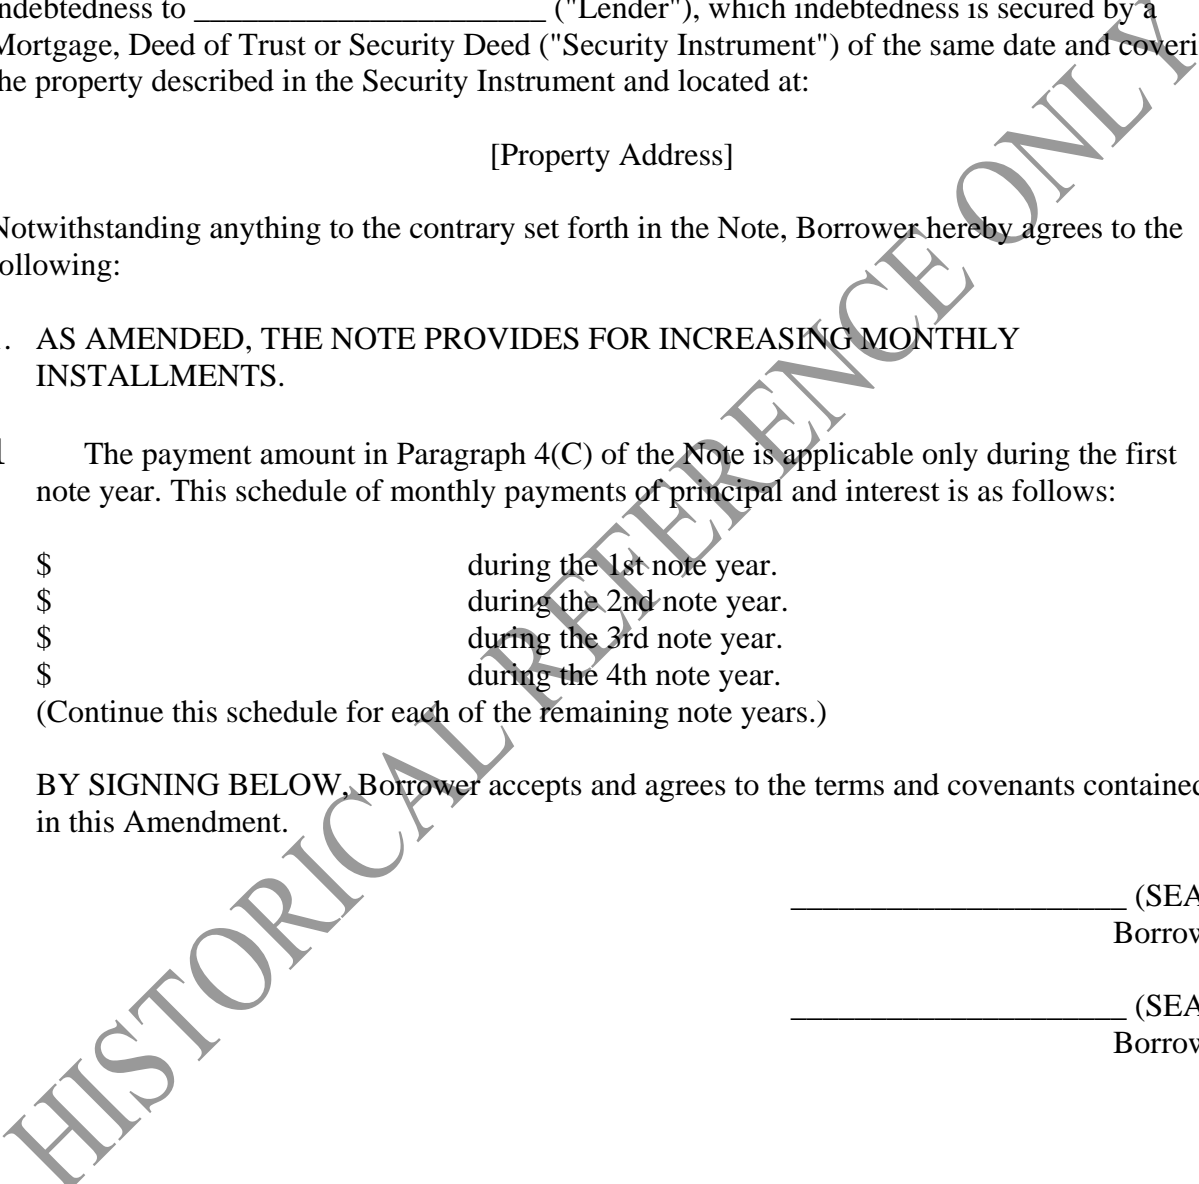 ndebtedness to ______________________ ("Lender"), which indebtedness is secured by a
Mortgage, Deed of Trust or Security Deed ("Security Instrument") of the same date and coveri
he property described in the Security Instrument and located at:
[Property Address]
Notwithstanding anything to the contrary set forth in the Note, Borrower hereby agrees to the
ollowing:
. AS AMENDED, THE NOTE PROVIDES FOR INCREASING MONTHLY
INSTALLMENTS.
1 The payment amount in Paragraph 4(C) of the Note is applicable only during the first
note year. This schedule of monthly payments of principal and interest is as follows:
$ during the 1st note year.
$ during the 2nd note year.
$ during the 3rd note year.
$ during the 4th note year.
(Continue this schedule for each of the remaining note years.)
BY SIGNING BELOW, Borrower accepts and agrees to the terms and covenants contained
in this Amendment.
_____________________ (SEA
Borrow
_____________________ (SEA
Borrow
HISTORICAL REFERENCE ONLY